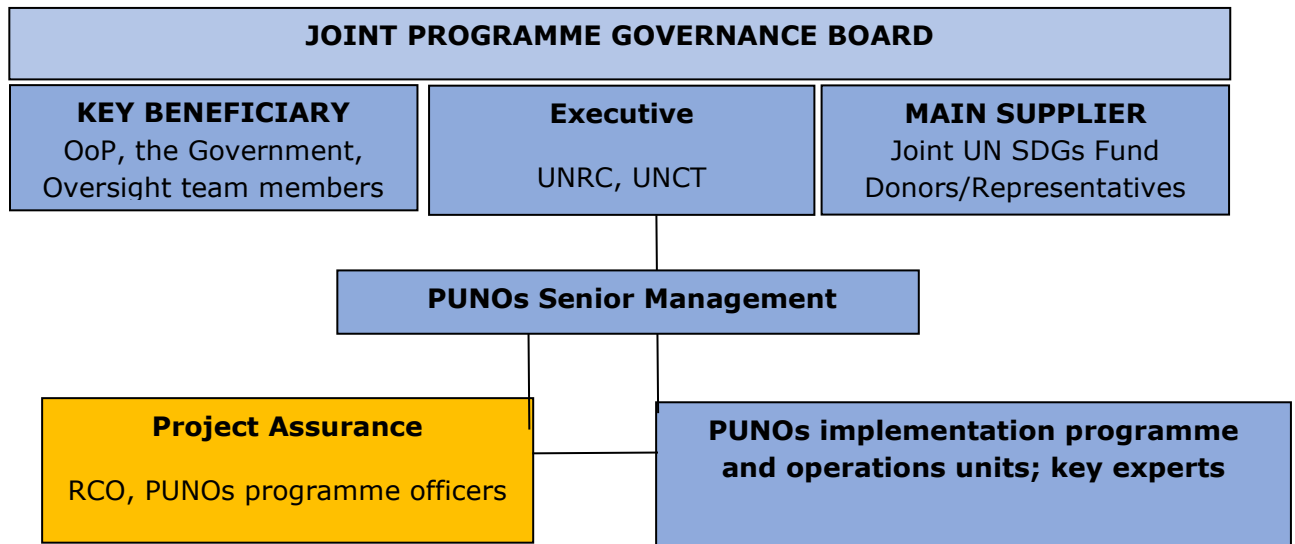 JOINT PROGRAMME GOVERNANCE BOARD
KEY BENEFICIARY
OoP, the Government,
Oversight team members
Executive
UNRC, UNCT
MAIN SUPPLIER
Joint UN SDGs Fund
Donors/Representatives
PUNOs Senior Management
Project Assurance
RCO, PUNOs programme officers
PUNOs implementation programme
and operations units; key experts